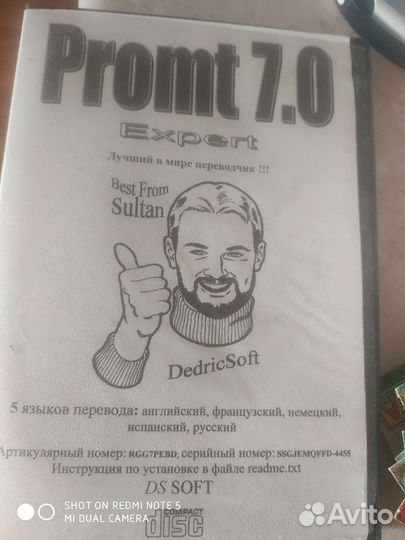 Promt 7.0
Expert
Лучший в мире переводчик !!!
Best From
Sultan
DedricSoft
5 языков перевода: английский, французский, немецкий,
испанский, русский
Артикулярный номер: RGG7PEBD; серийный номер: SSGJEMQFFD-4455
Инструкция по установке в файле readme.txt
DS SOFT
COMPACT
disc
SHOT ON REDMI NOTE 5
MI DUAL CAMERA
Avito